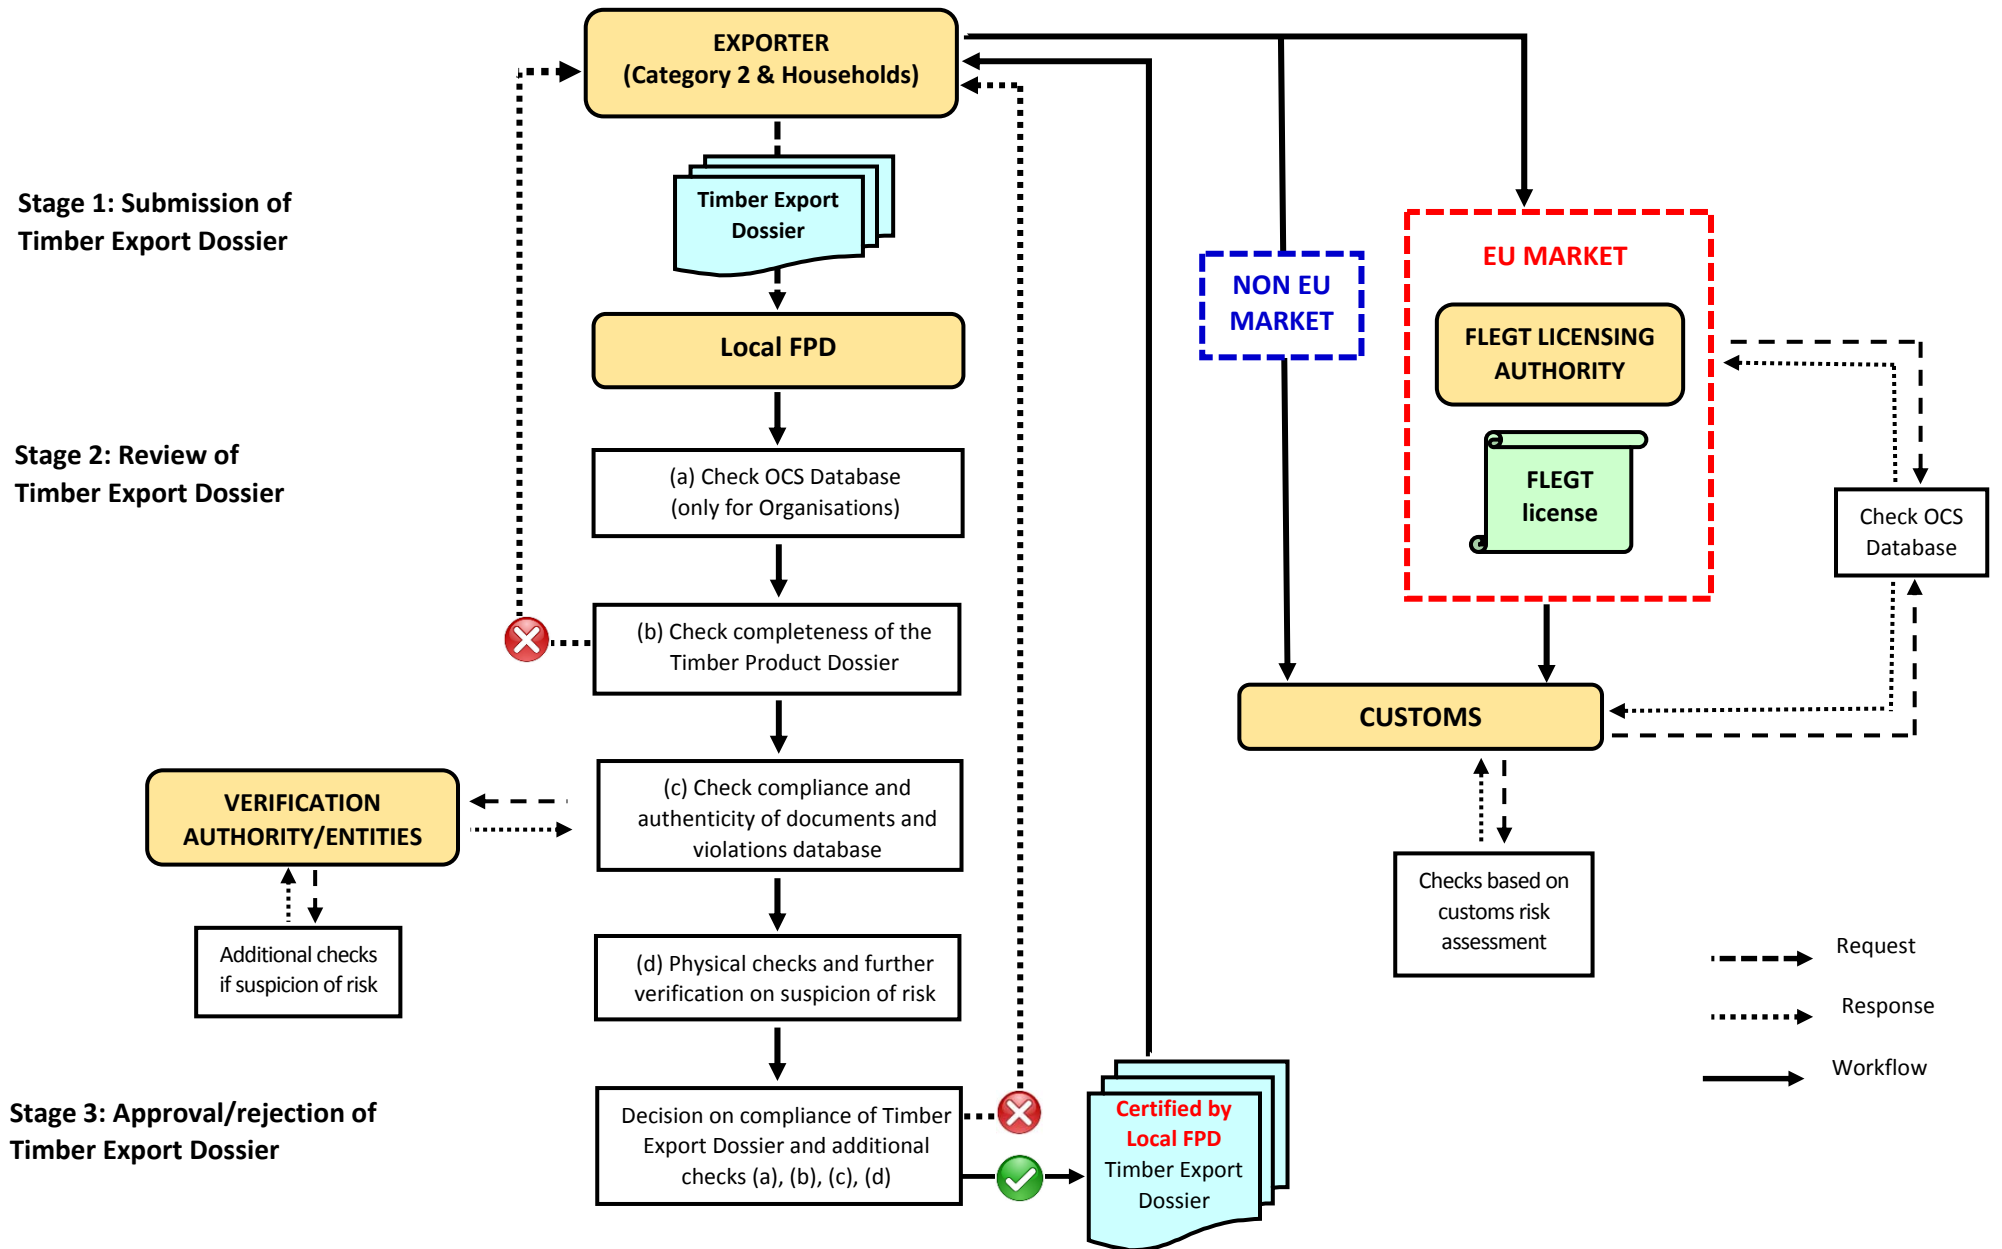 EXPORTER
(Category 2 & Households)
Stage 1: Submission of
Timber Export Dossier
Timber Export
Dossier
Local FPD
NON EU
MARKET
EU MARKET
FLEGT LICENSING
AUTHORITY
FLEGT
license
Check OCS
Database
Stage 2: Review of
Timber Export Dossier
(a) Check OCS Database
(only for Organisations)
(b) Check completeness of the
Timber Product Dossier
CUSTOMS
(c) Check compliance and
authenticity of documents and
violations database
VERIFICATION
AUTHORITY/ENTITIES
Additional checks
if suspicion of risk
Checks based on
customs risk
assessment
(d) Physical checks and further
verification on suspicion of risk
Request
Response
Workflow
Stage 3: Approval/rejection of
Timber Export Dossier
Decision on compliance of Timber
Export Dossier and additional
checks (a), (b), (c), (d)
Certified by
Local FPD
Timber Export
Dossier